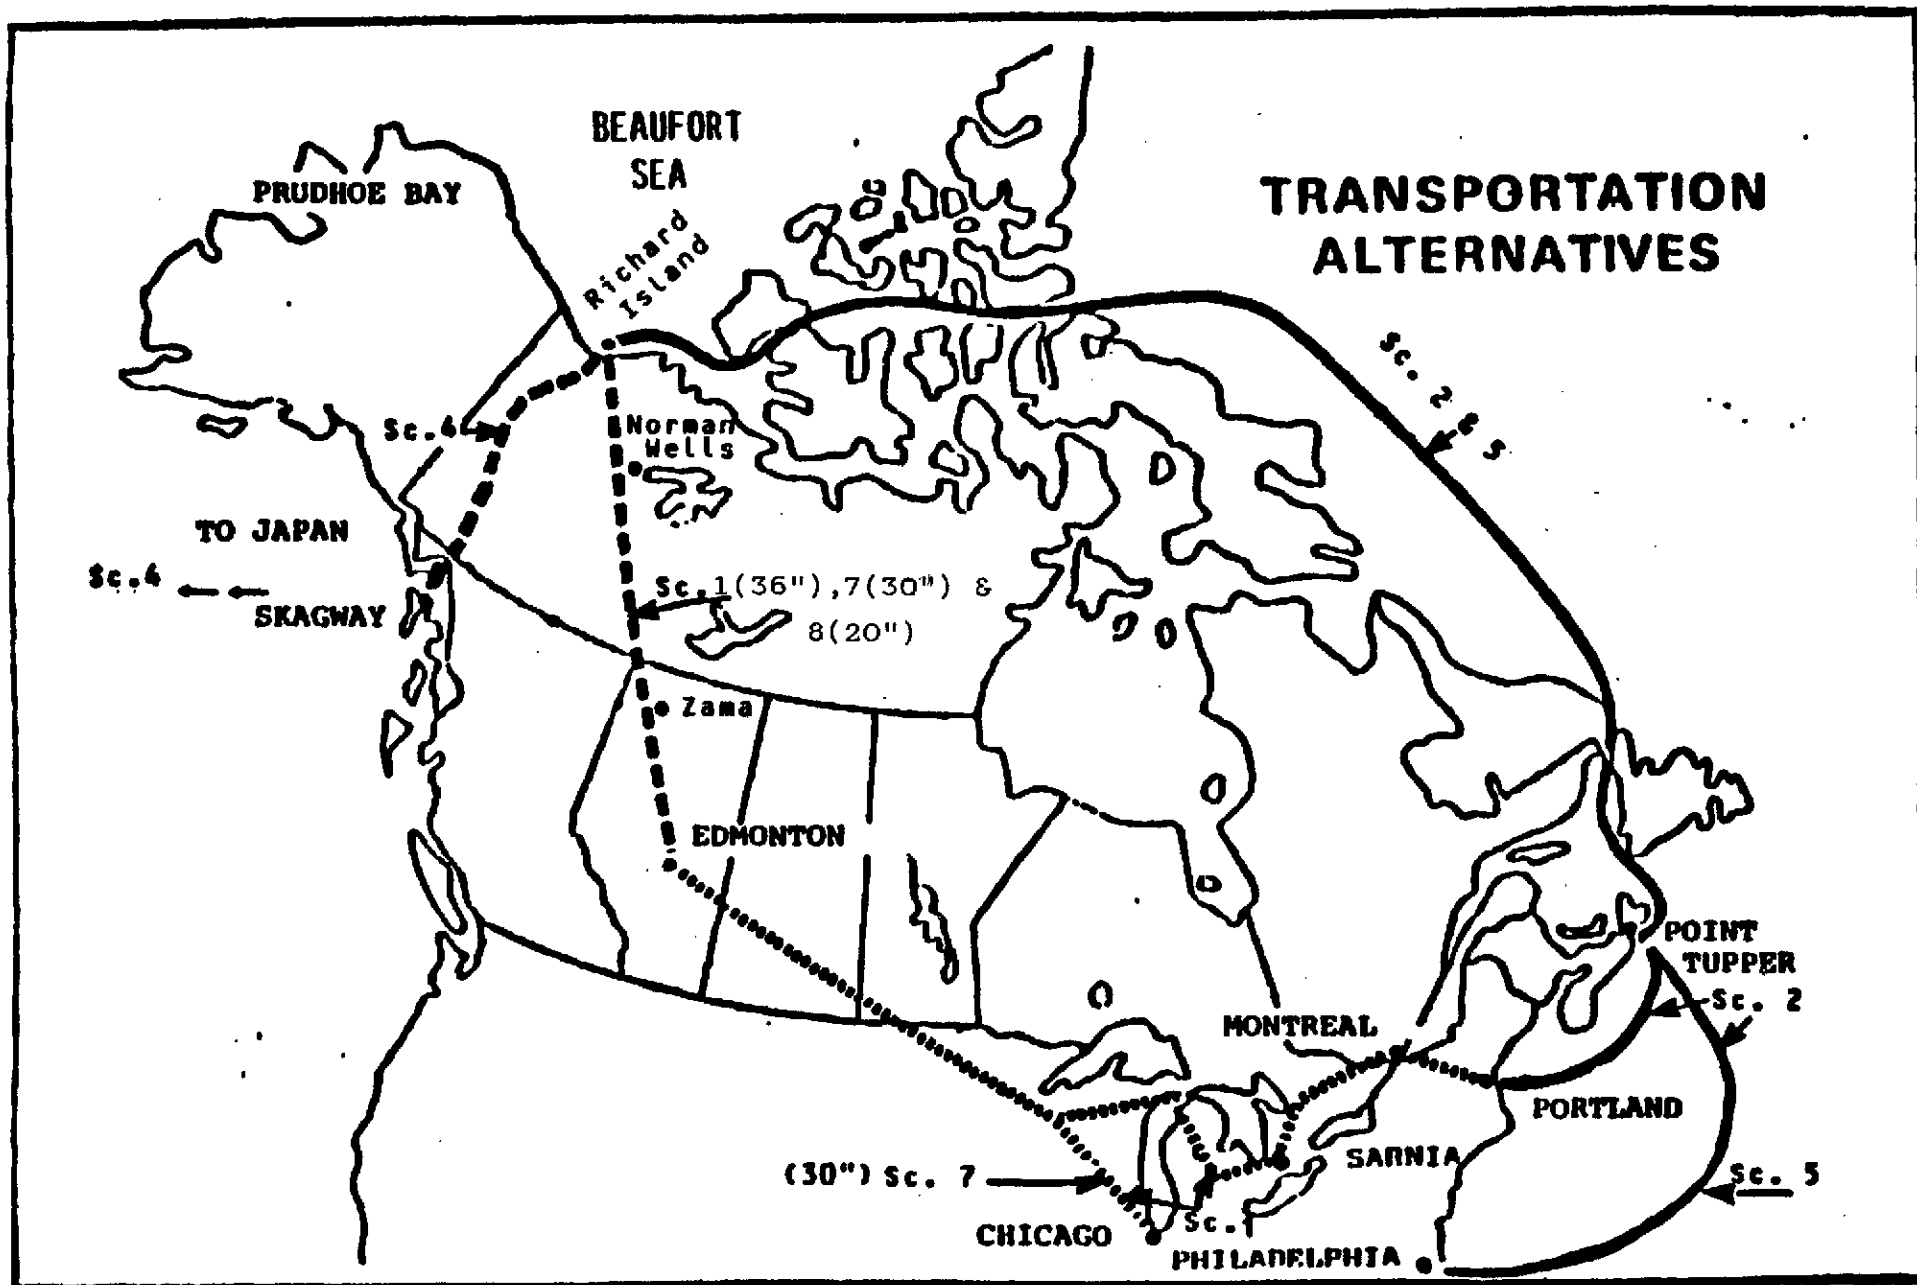 BEAUFORT
SEA
PRUDHOE BAY
TRANSPORTATION
ALTERNATIVES
Richard
Island
Sc. 2 & 5
Sc.4
Norman
Wells
TO JAPAN
Sc.4
SKAGWAY
Sc.1(36"),7(30") &
8(20")
Zama
EDMONTON
POINT
TUPPER
Sc. 2
MONTREAL
PORTLAND
SARNIA
(30") Sc. 7
Sc. 5
CHICAGO
Sc.
PHILADELPHIA